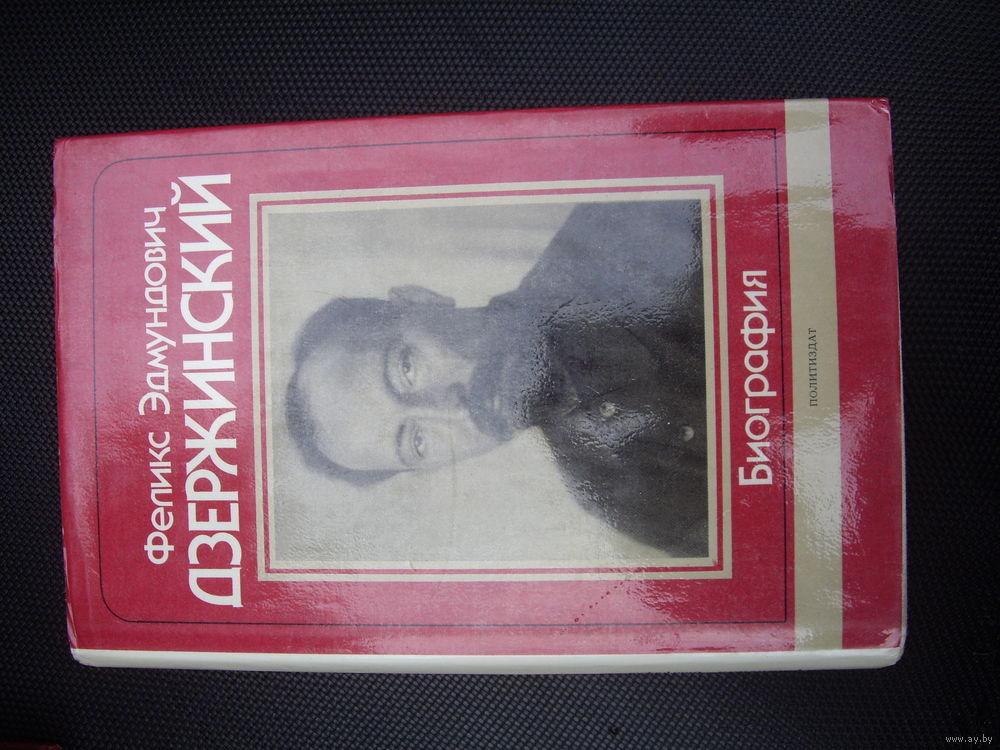 Феликс Эдмундович
ДЗЕРЖИНСКИЙ
Биография
ПОЛИТИЗДАТ
www.ay.by